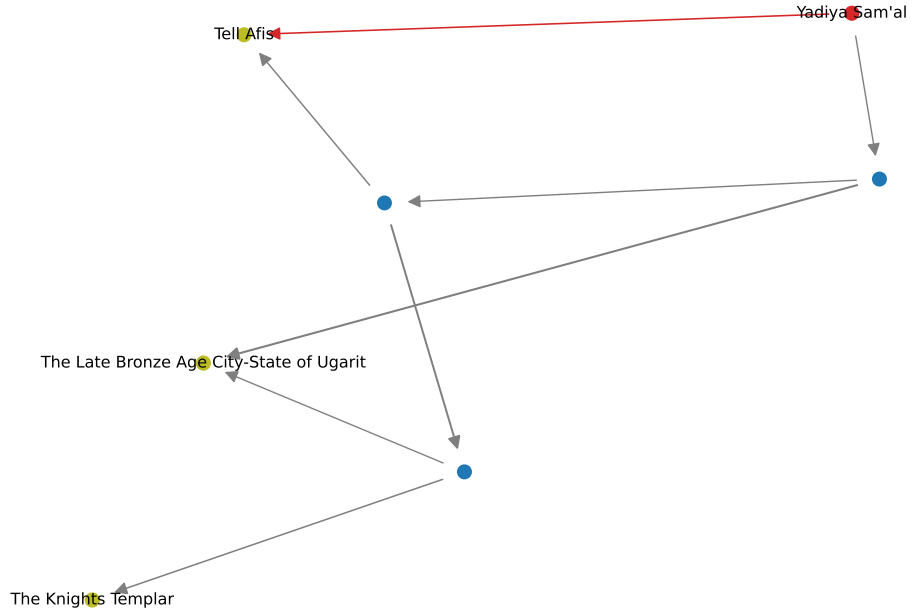 Yadiya Sam'al
Tell Afis
The Late Bronze Age City-State of Ugarit
The Knights Templar